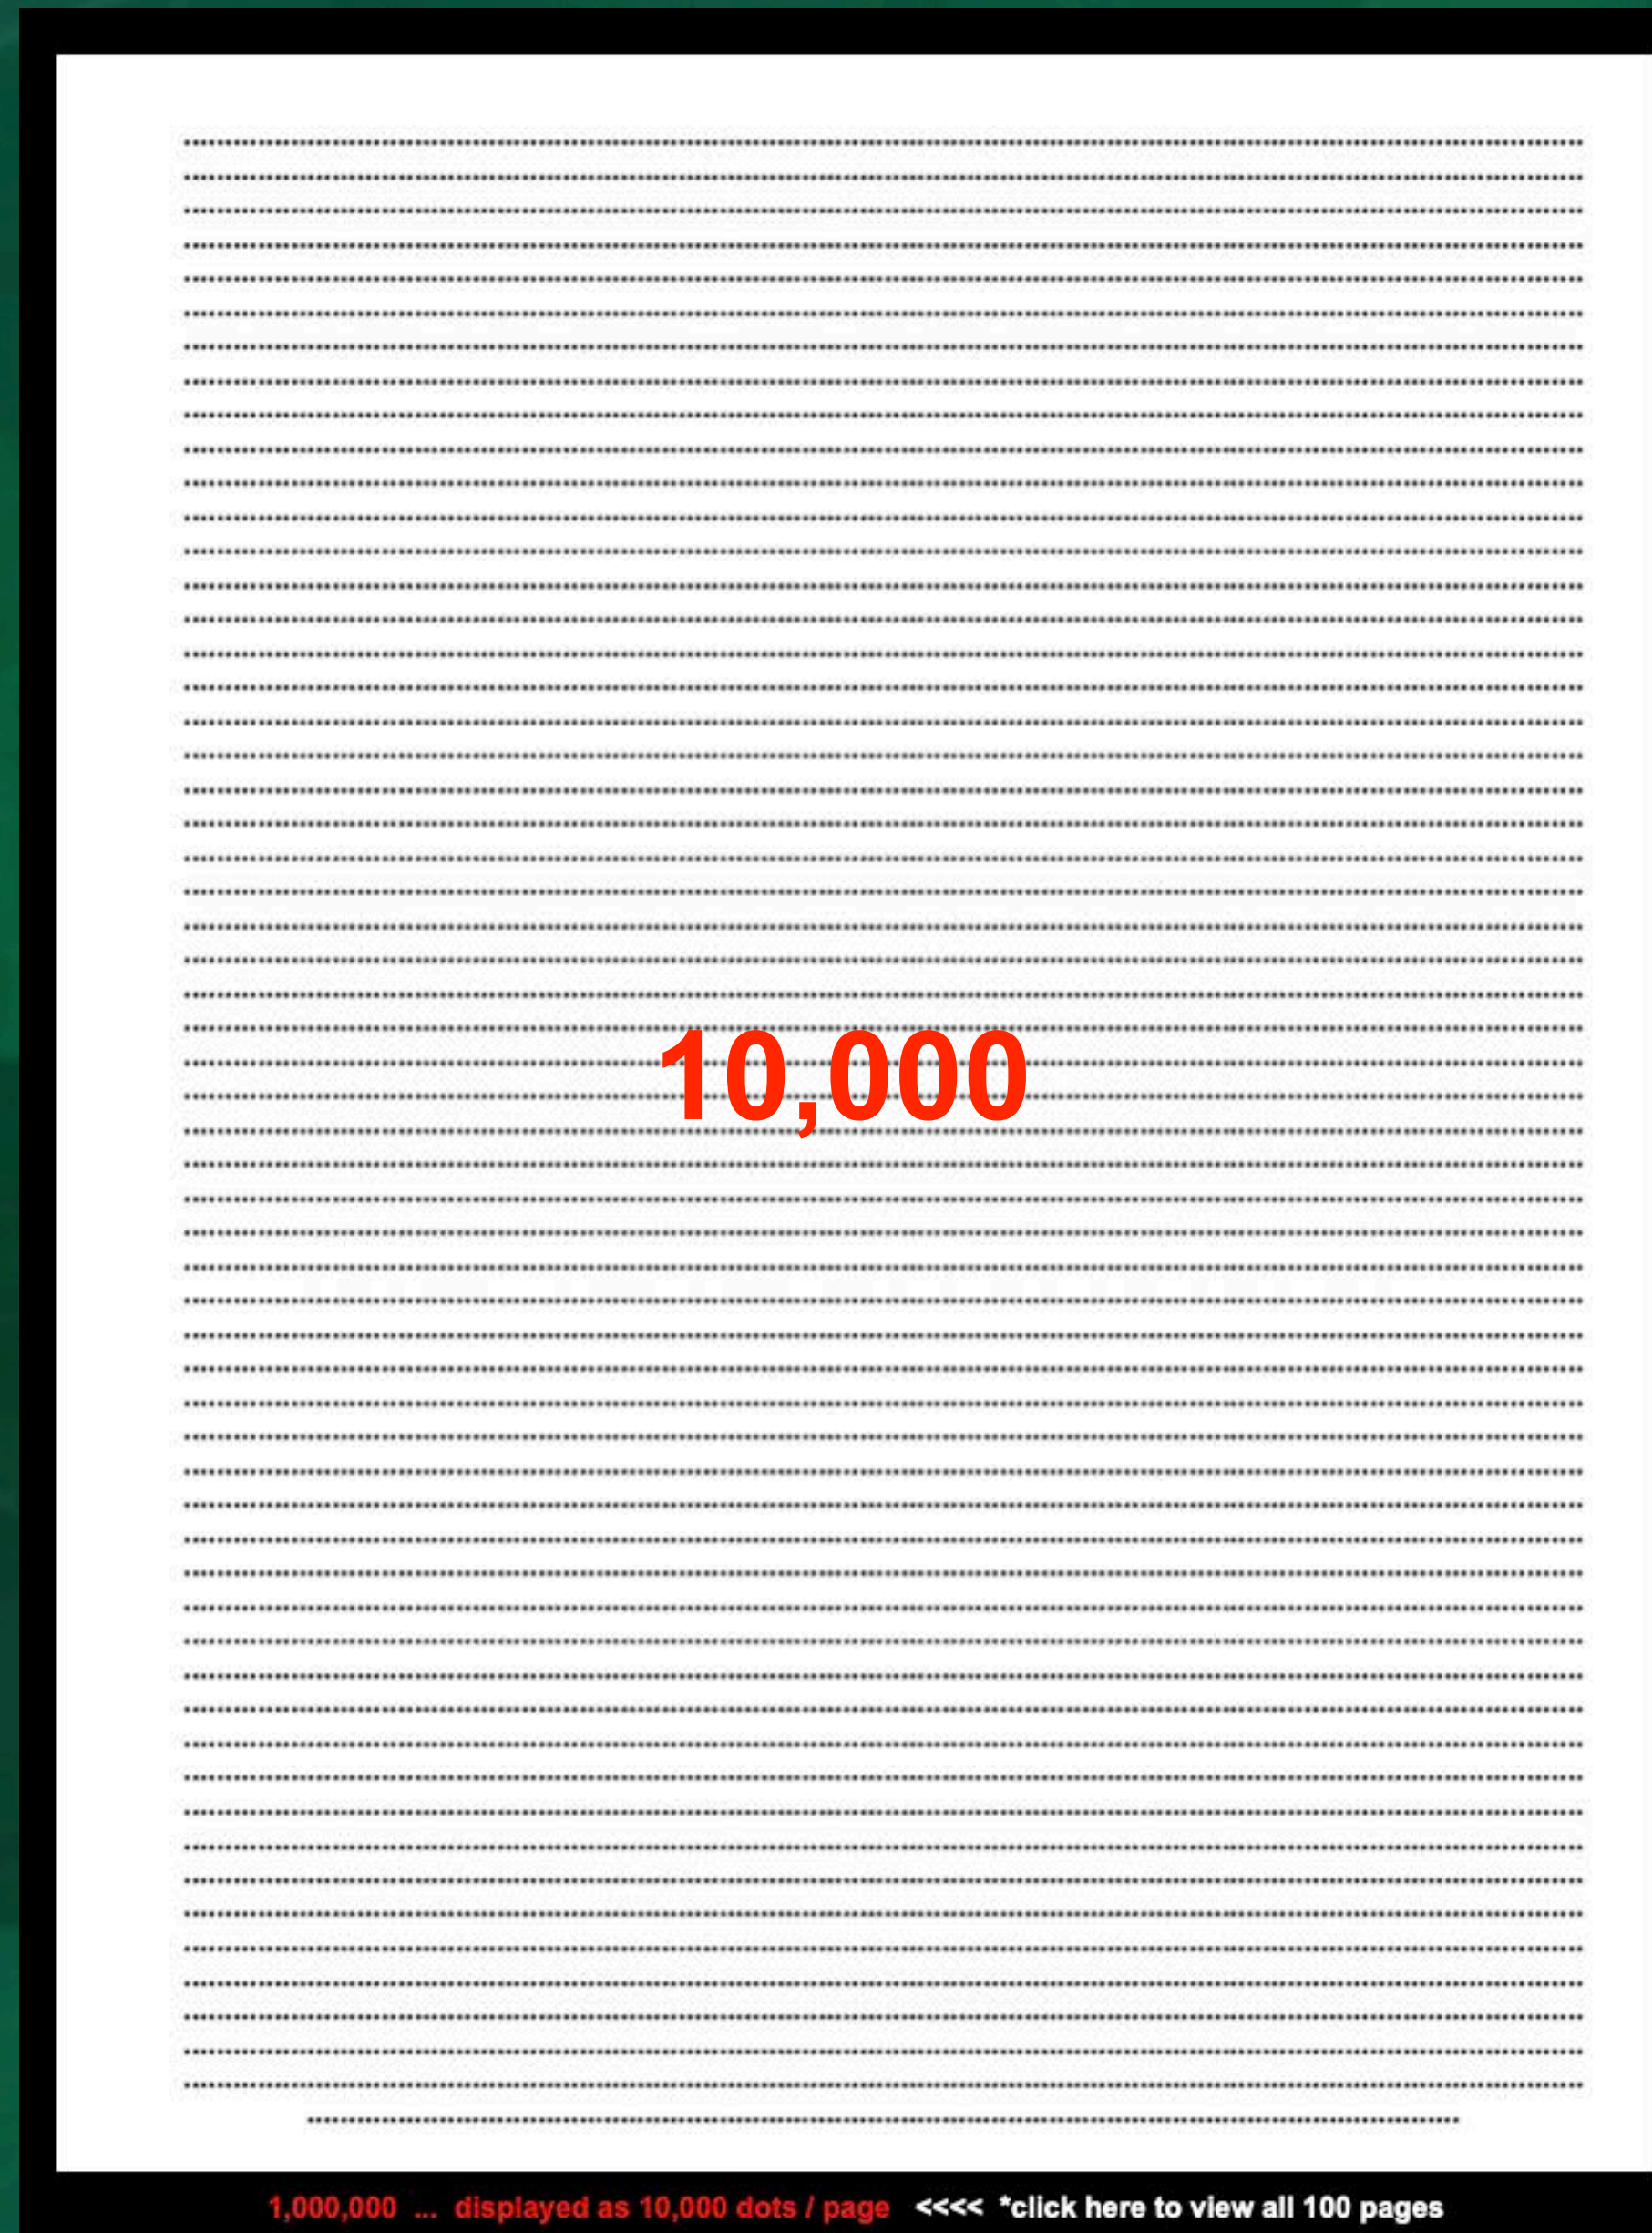 10,000
1,000,000 ... displayed as 10,000 dots / page <<<< *click here to view all 100 pages